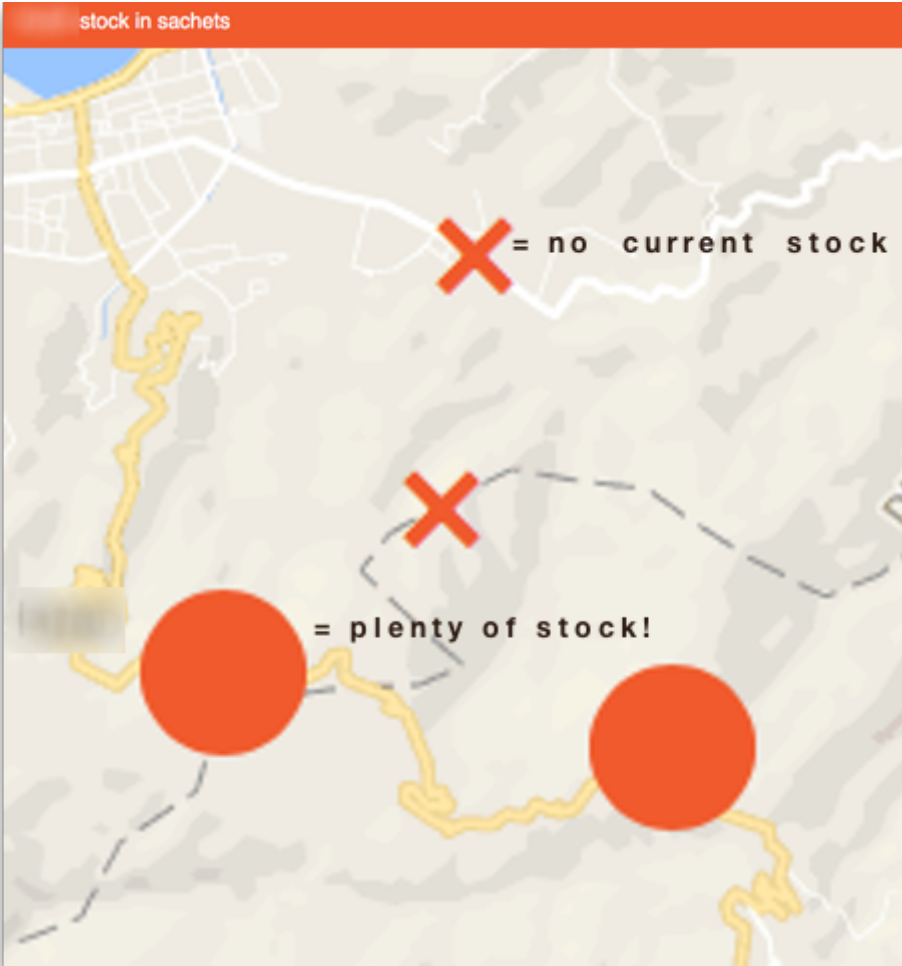 stock in sachets
= no current stock
= plenty of stock!